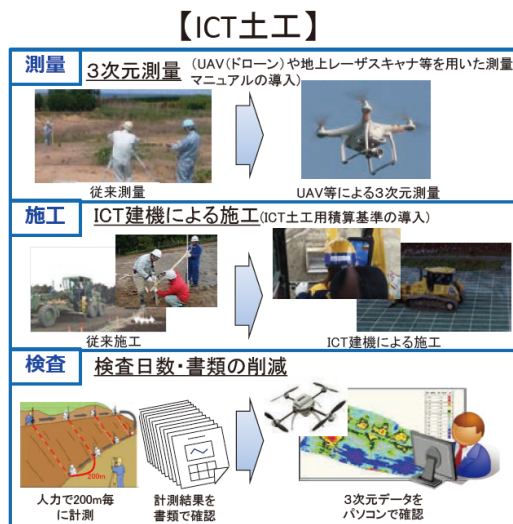 【ICT土工】
測量
3次元測量
(UAV(ドローン)や地上レーザスキャナ等を用いた測量
マニュアルの導入)
従来測量
UAV等による3次元測量
施工
ICT建機による施工(ICT土工用積算基準の導入)
従来施工
ICT建機による施工
検査
検査日数・書類の削減
200m
人力で200m毎
に計測
計測結果を
書類で確認
3次元データを
パソコンで確認